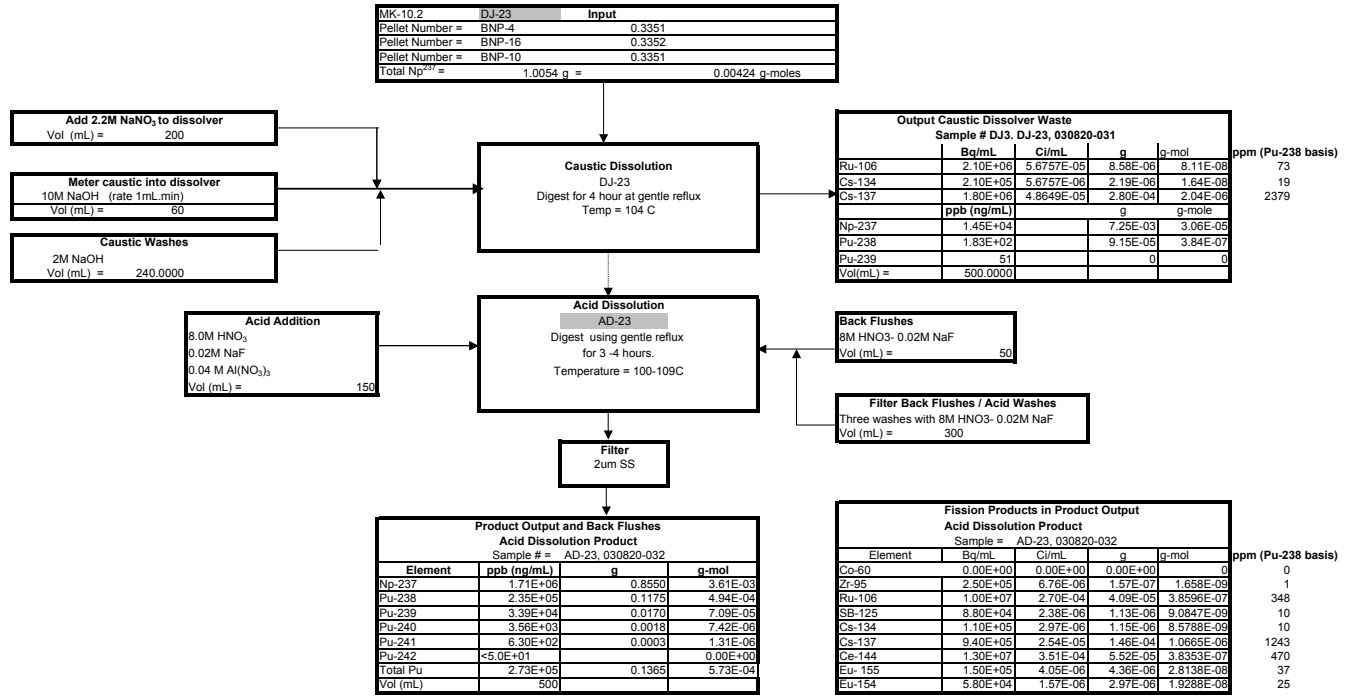 MK-10.2 DJ-23 Input
Pellet Number = BNP-4 0.3351
Pellet Number = BNP-16 0.3352
Pellet Number = BNP-10 0.3351
Total Np237 = 1.0054 g = 0.00424 g-moles
Add 2.2M NaNO3 to dissolver
Vol (mL) = 200
Meter caustic into dissolver
10M NaOH (rate 1mL.min)
Vol (mL) = 60
Caustic Washes
2M NaOH
Vol (mL) = 240.0000
Caustic Dissolution
DJ-23
Digest for 4 hour at gentle reflux
Temp = 104 C
Output Caustic Dissolver Waste
Sample # DJ3. DJ-23, 030820-031
Bq/mL Ci/mL g g-mol ppm (Pu-238 basis)
Ru-106 2.10E+06 5.6757E-05 8.58E-06 8.11E-08 73
Cs-134 2.10E+05 5.6757E-06 2.19E-06 1.64E-08 19
Cs-137 1.80E+06 4.8649E-05 2.80E-04 2.04E-06 2379
ppb (ng/mL) g g-mole
Np-237 1.45E+04 7.25E-03 3.06E-05
Pu-238 1.83E+02 9.15E-05 3.84E-07
Pu-239 51 0 0
Vol(mL) = 500.0000
Acid Addition
8.0M HNO3
0.02M NaF
0.04 M Al(NO3)3
Vol (mL) = 150
Acid Dissolution
AD-23
Digest using gentle reflux
for 3 -4 hours.
Temperature = 100-109C
Back Flushes
8M HNO3- 0.02M NaF
Vol (mL) = 50
Filter Back Flushes / Acid Washes
Three washes with 8M HNO3- 0.02M NaF
Vol (mL) = 300
Filter
2um SS
Product Output and Back Flushes
Acid Dissolution Product
Sample # = AD-23, 030820-032
Element ppb (ng/mL) g g-mol
Np-237 1.71E+06 0.8550 3.61E-03
Pu-238 2.35E+05 0.1175 4.94E-04
Pu-239 3.39E+04 0.0170 7.09E-05
Pu-240 3.56E+03 0.0018 7.42E-06
Pu-241 6.30E+02 0.0003 1.31E-06
Pu-242 <5.0E+01 0.00E+00
Total Pu 2.73E+05 0.1365 5.73E-04
Vol (mL) 500
Fission Products in Product Output
Acid Dissolution Product
Sample = AD-23, 030820-032
Element Bq/mL Ci/mL g g-mol ppm (Pu-238 basis)
Co-60 0.00E+00 0.00E+00 0.00E+00 0 0
Zr-95 2.50E+05 6.76E-06 1.57E-07 1.658E-09 1
Ru-106 1.00E+07 2.70E-04 4.09E-05 3.8596E-07 348
SB-125 8.80E+04 2.38E-06 1.13E-06 9.0847E-09 10
Cs-134 1.10E+05 2.97E-06 1.15E-06 8.5788E-09 10
Cs-137 9.40E+05 2.54E-05 1.46E-04 1.0665E-06 1243
Ce-144 1.30E+07 3.51E-04 5.52E-05 3.8353E-07 470
Eu- 155 1.50E+05 4.05E-06 4.36E-06 2.8138E-08 37
Eu-154 5.80E+04 1.57E-06 2.97E-06 1.9288E-08 25